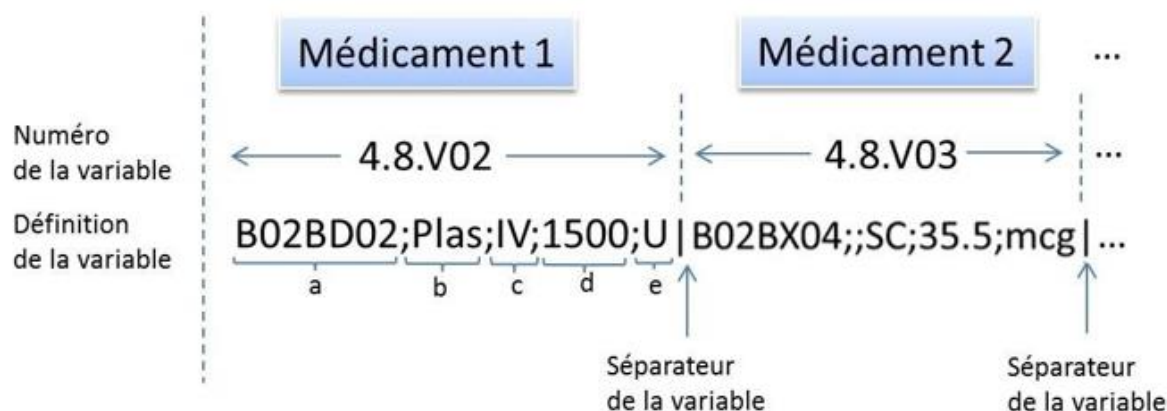 Médicament 1
Médicament 2
...
Numéro
de la variable
4.8.V02
4.8.V03
...
Définition
de la variable
B02BD02;Plas;IV;1500;U|B02BX04;;SC;35.5;mcg|...
a
b
c
d
e
Séparateur
de la variable
Séparateur
de la variable